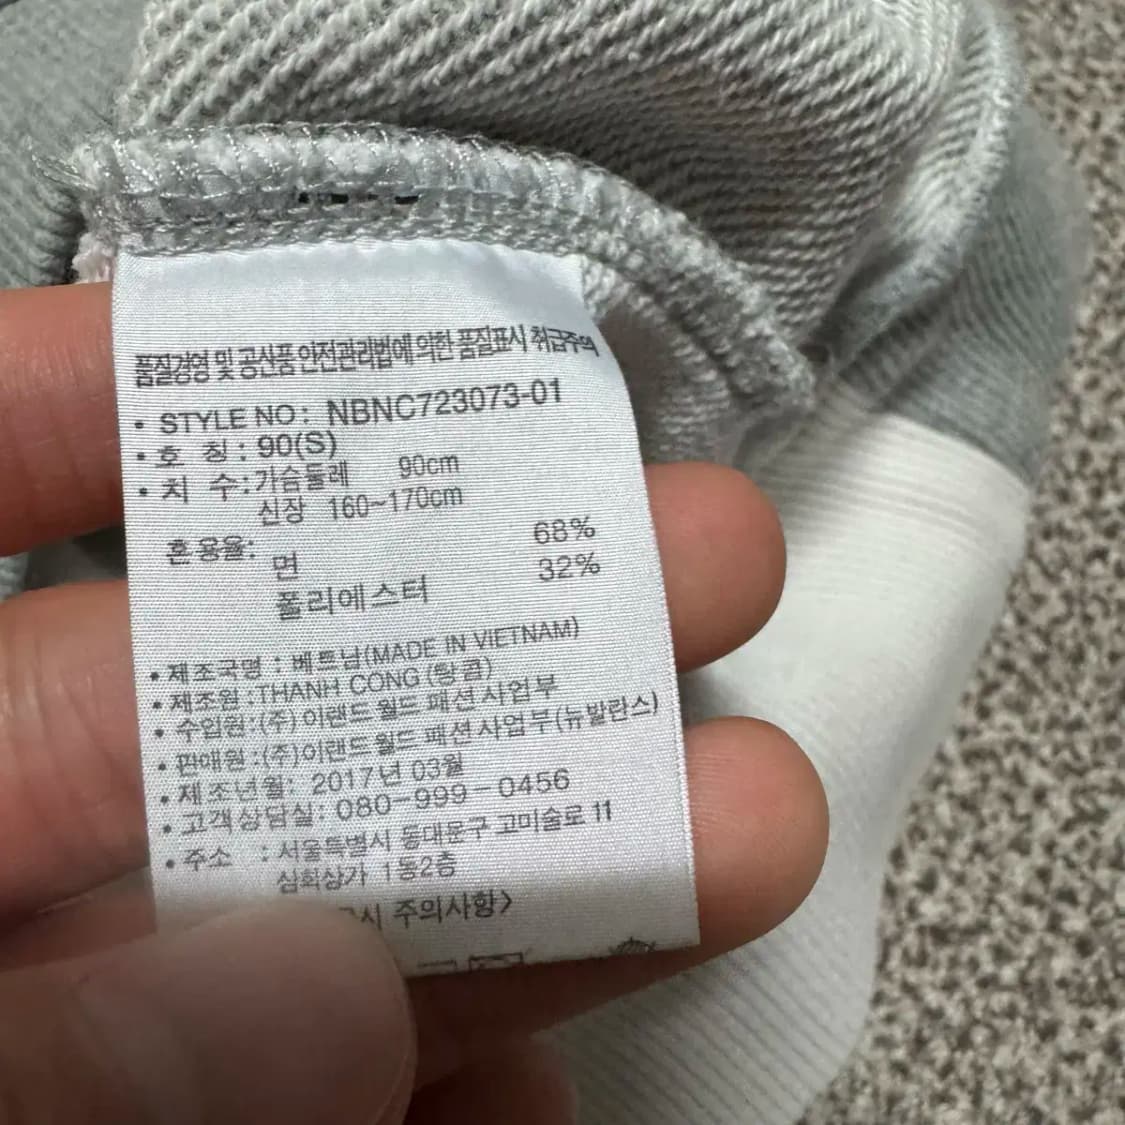 품질경영 및 공산품 안전관리법에 의한 품질표시 취급주의
• STYLE NO : NBNC723073-01
• 호 칭 : 90(S)
• 치 수 : 가슴둘레 90cm
신장 160~170cm
혼용율:
면 68%
폴리에스터 32%
• 제조국명 : 베트남(MADE IN VIETNAM)
• 제조원 : THANH CONG (탕콤)
• 수입원 : (주) 이랜드 월드 패션 사업부
• 판매원 : (주)이랜드 월드 패션 사업부 (뉴발란스)
• 제조년월: 2017년 03월
• 고객상담실: 080-999-0456
• 주소 : 서울특별시 동대문구 고미술로 11
삼희상가 1동2층
주의사항>